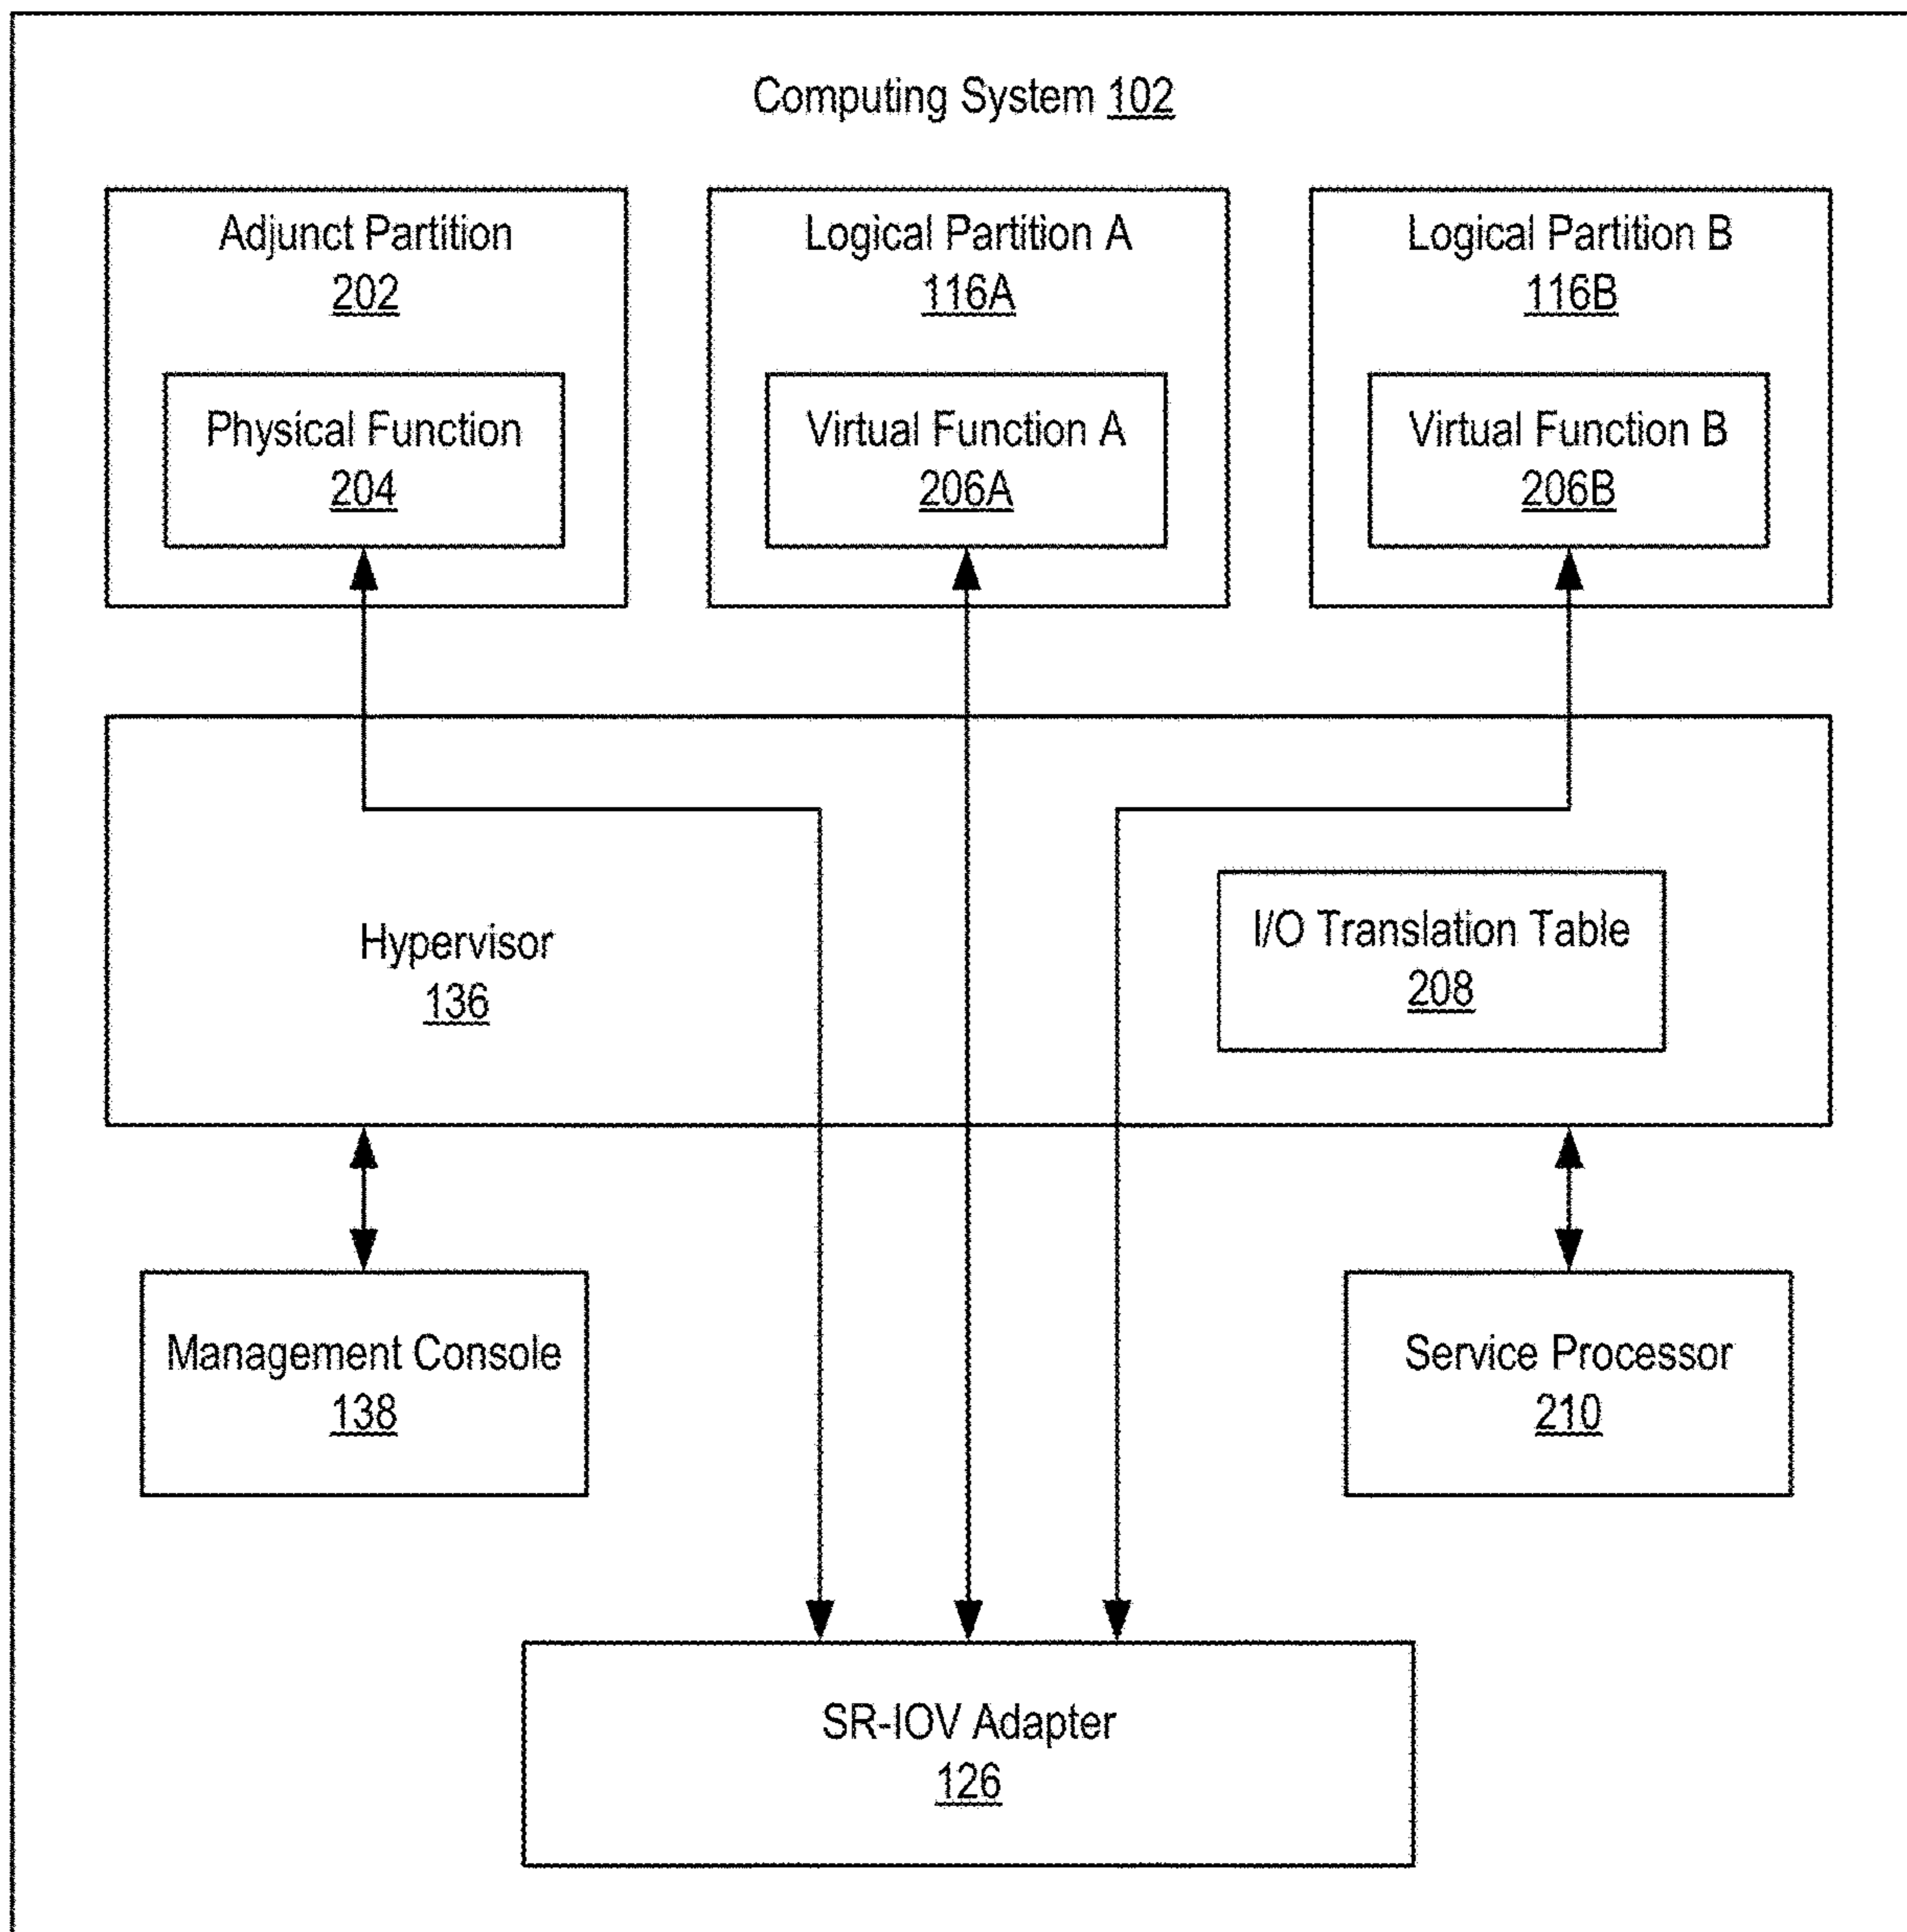 Computing System 102
Adjunct Partition
202
Physical Function
204
Logical Partition A
116A
Virtual Function A
206A
Logical Partition B
116B
Virtual Function B
206B
Hypervisor
136
I/O Translation Table
208
Management Console
138
Service Processor
210
SR-IOV Adapter
126